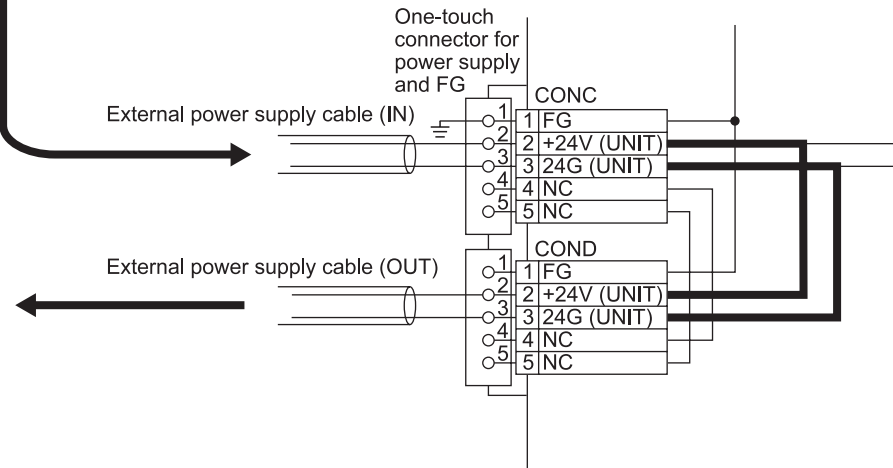 One-touch
connector for
power supply
and FG
CONC
External power supply cable (IN)
1 1 FG
2 2 +24V (UNIT)
3 3 24G (UNIT)
4 4 NC
5 5 NC
COND
External power supply cable (OUT)
1 1 FG
2 2 +24V (UNIT)
3 3 24G (UNIT)
4 4 NC
5 5 NC